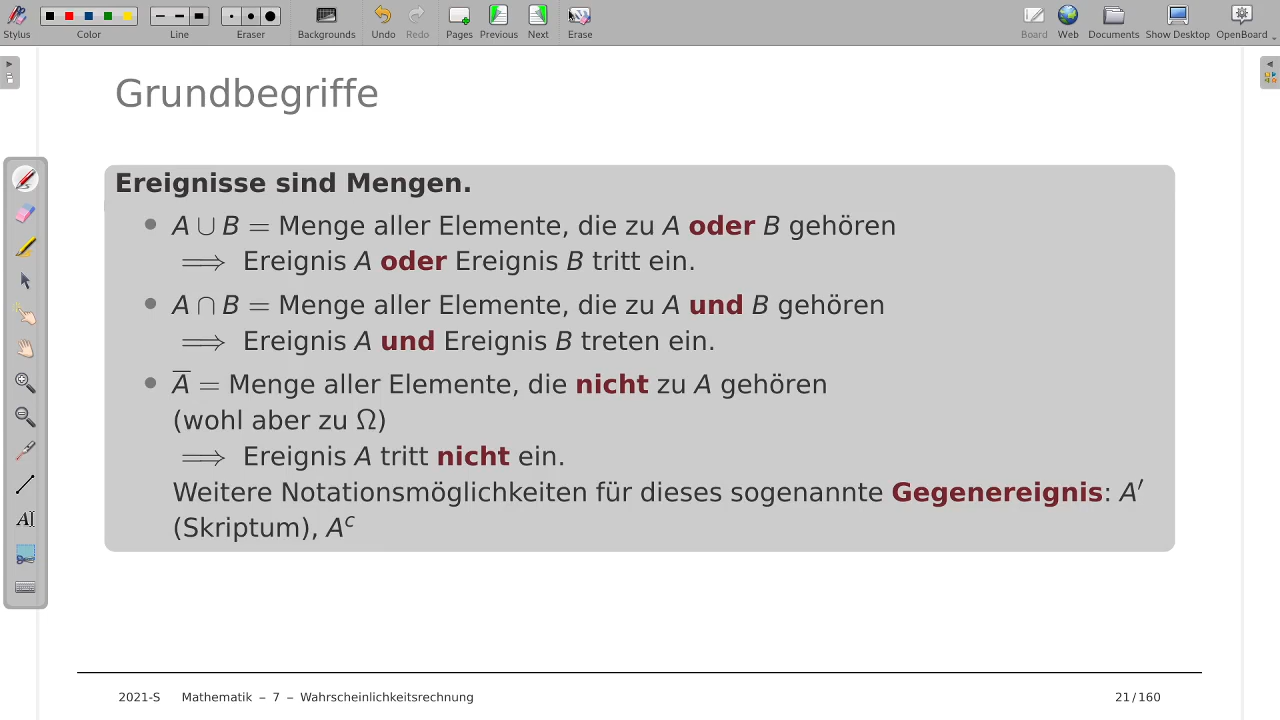 Stylus Color Line Eraser Backgrounds Undo Redo Pages Previous Next Erase Board Web Documents Show Desktop OpenBoard
Grundbegriffe
Ereignisse sind Mengen.
A ∪ B = Menge aller Elemente, die zu A oder B gehören
⟹ Ereignis A oder Ereignis B tritt ein.
A ∩ B = Menge aller Elemente, die zu A und B gehören
⟹ Ereignis A und Ereignis B treten ein.
A̅ = Menge aller Elemente, die nicht zu A gehören
(wohl aber zu Ω)
⟹ Ereignis A tritt nicht ein.
Weitere Notationsmöglichkeiten für dieses sogenannte Gegenereignis: A′
(Skriptum), Aᶜ
2021-S Mathematik – 7 – Wahrscheinlichkeitsrechnung 21/160